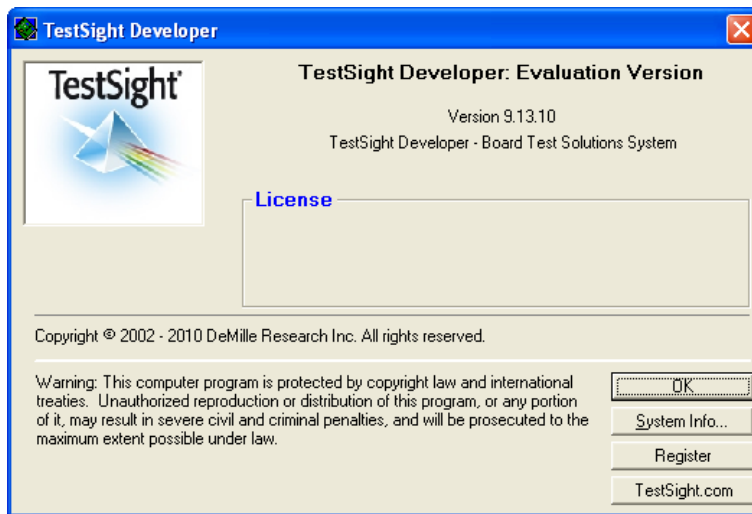 TestSight Developer
TestSight
TestSight Developer: Evaluation Version
Version 9.13.10
TestSight Developer - Board Test Solutions System
License
Copyright © 2002 - 2010 DeMille Research Inc. All rights reserved.
Warning: This computer program is protected by copyright law and international
treaties. Unauthorized reproduction or distribution of this program, or any portion
of it, may result in severe civil and criminal penalties, and will be prosecuted to the
maximum extent possible under law.
OK
System Info...
Register
TestSight.com